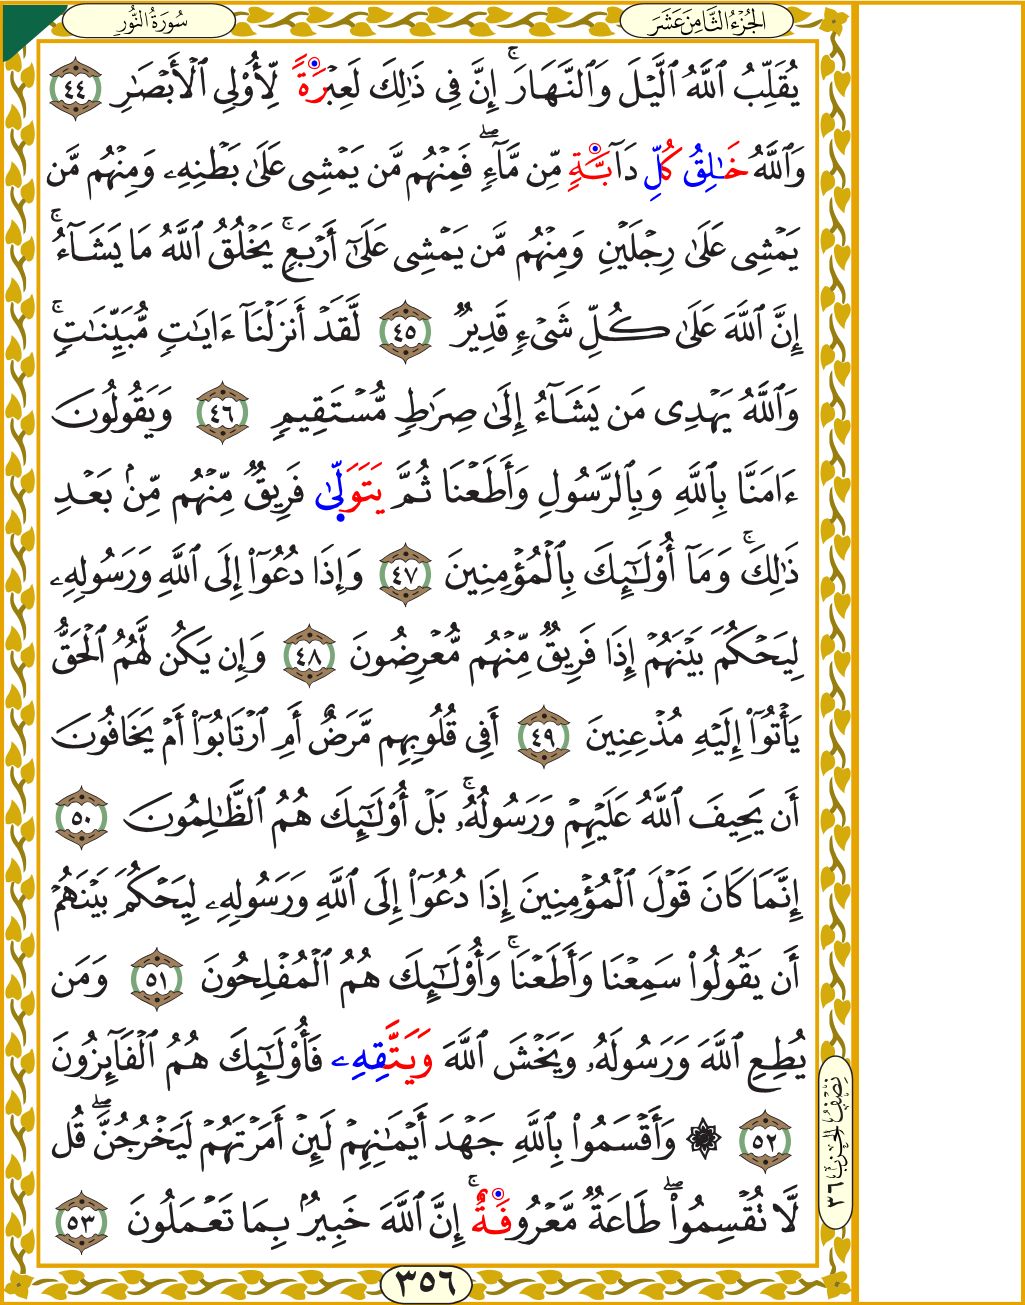 الجُزْءُ الثَّامِنَ عَشَرَ
سُورَةُ النُّورِ
يُقَلِّبُ ٱللَّهُ ٱلَّيْلَ وَٱلنَّهَارَۚ إِنَّ فِى ذَٰلِكَ لَعِبْرَةً لِّأُو۟لِى ٱلْأَبْصَٰرِ ٤٤
وَٱللَّهُ خَٰلِقُ كُلِّ دَآبَّةٍ مِّن مَّآءٍۖ فَمِنْهُم مَّن يَمْشِى عَلَىٰ بَطْنِهِۦ وَمِنْهُم مَّن
يَمْشِى عَلَىٰ رِجْلَيْنِ وَمِنْهُم مَّن يَمْشِى عَلَىٰٓ أَرْبَعٍۚ يَخْلُقُ ٱللَّهُ مَا يَشَآءُۚ
إِنَّ ٱللَّهَ عَلَىٰ كُلِّ شَىْءٍ قَدِيرٌ ٤٥ لَّقَدْ أَنزَلْنَآ ءَايَٰتٍ مُّبَيِّنَٰتٍۚ
وَٱللَّهُ يَهْدِى مَن يَشَآءُ إِلَىٰ صِرَٰطٍ مُّسْتَقِيمٍ ٤٦ وَيَقُولُونَ
ءَامَنَّا بِٱللَّهِ وَبِٱلرَّسُولِ وَأَطَعْنَا ثُمَّ يَتَوَلَّىٰ فَرِيقٌ مِّنْهُم مِّنۢ بَعْدِ
ذَٰلِكَۚ وَمَآ أُو۟لَٰٓئِكَ بِٱلْمُؤْمِنِينَ ٤٧ وَإِذَا دُعُوٓا۟ إِلَى ٱللَّهِ وَرَسُولِهِۦ
لِيَحْكُمَ بَيْنَهُمْ إِذَا فَرِيقٌ مِّنْهُم مُّعْرِضُونَ ٤٨ وَإِن يَكُن لَّهُمُ ٱلْحَقُّ
يَأْتُوٓا۟ إِلَيْهِ مُذْعِنِينَ ٤٩ أَفِى قُلُوبِهِم مَّرَضٌ أَمِ ٱرْتَابُوٓا۟ أَمْ يَخَافُونَ
أَن يَحِيفَ ٱللَّهُ عَلَيْهِمْ وَرَسُولُهُۥۚ بَلْ أُو۟لَٰٓئِكَ هُمُ ٱلظَّٰلِمُونَ ٥٠
إِنَّمَا كَانَ قَوْلَ ٱلْمُؤْمِنِينَ إِذَا دُعُوٓا۟ إِلَى ٱللَّهِ وَرَسُولِهِۦ لِيَحْكُمَ بَيْنَهُمْ
أَن يَقُولُوا۟ سَمِعْنَا وَأَطَعْنَاۚ وَأُو۟لَٰٓئِكَ هُمُ ٱلْمُفْلِحُونَ ٥١ وَمَن
يُطِعِ ٱللَّهَ وَرَسُولَهُۥ وَيَخْشَ ٱللَّهَ وَيَتَّقِهِۦ فَأُو۟لَٰٓئِكَ هُمُ ٱلْفَآئِزُونَ
٥٢ ۞ وَأَقْسَمُوا۟ بِٱللَّهِ جَهْدَ أَيْمَٰنِهِمْ لَئِنْ أَمَرْتَهُمْ لَيَخْرُجُنَّۖ قُل
لَّا تُقْسِمُوا۟ۖ طَاعَةٌ مَّعْرُوفَةٌۚ إِنَّ ٱللَّهَ خَبِيرٌۢ بِمَا تَعْمَلُونَ ٥٣
نِصْفُ الحِزْبِ ٣٦
٣٥٦